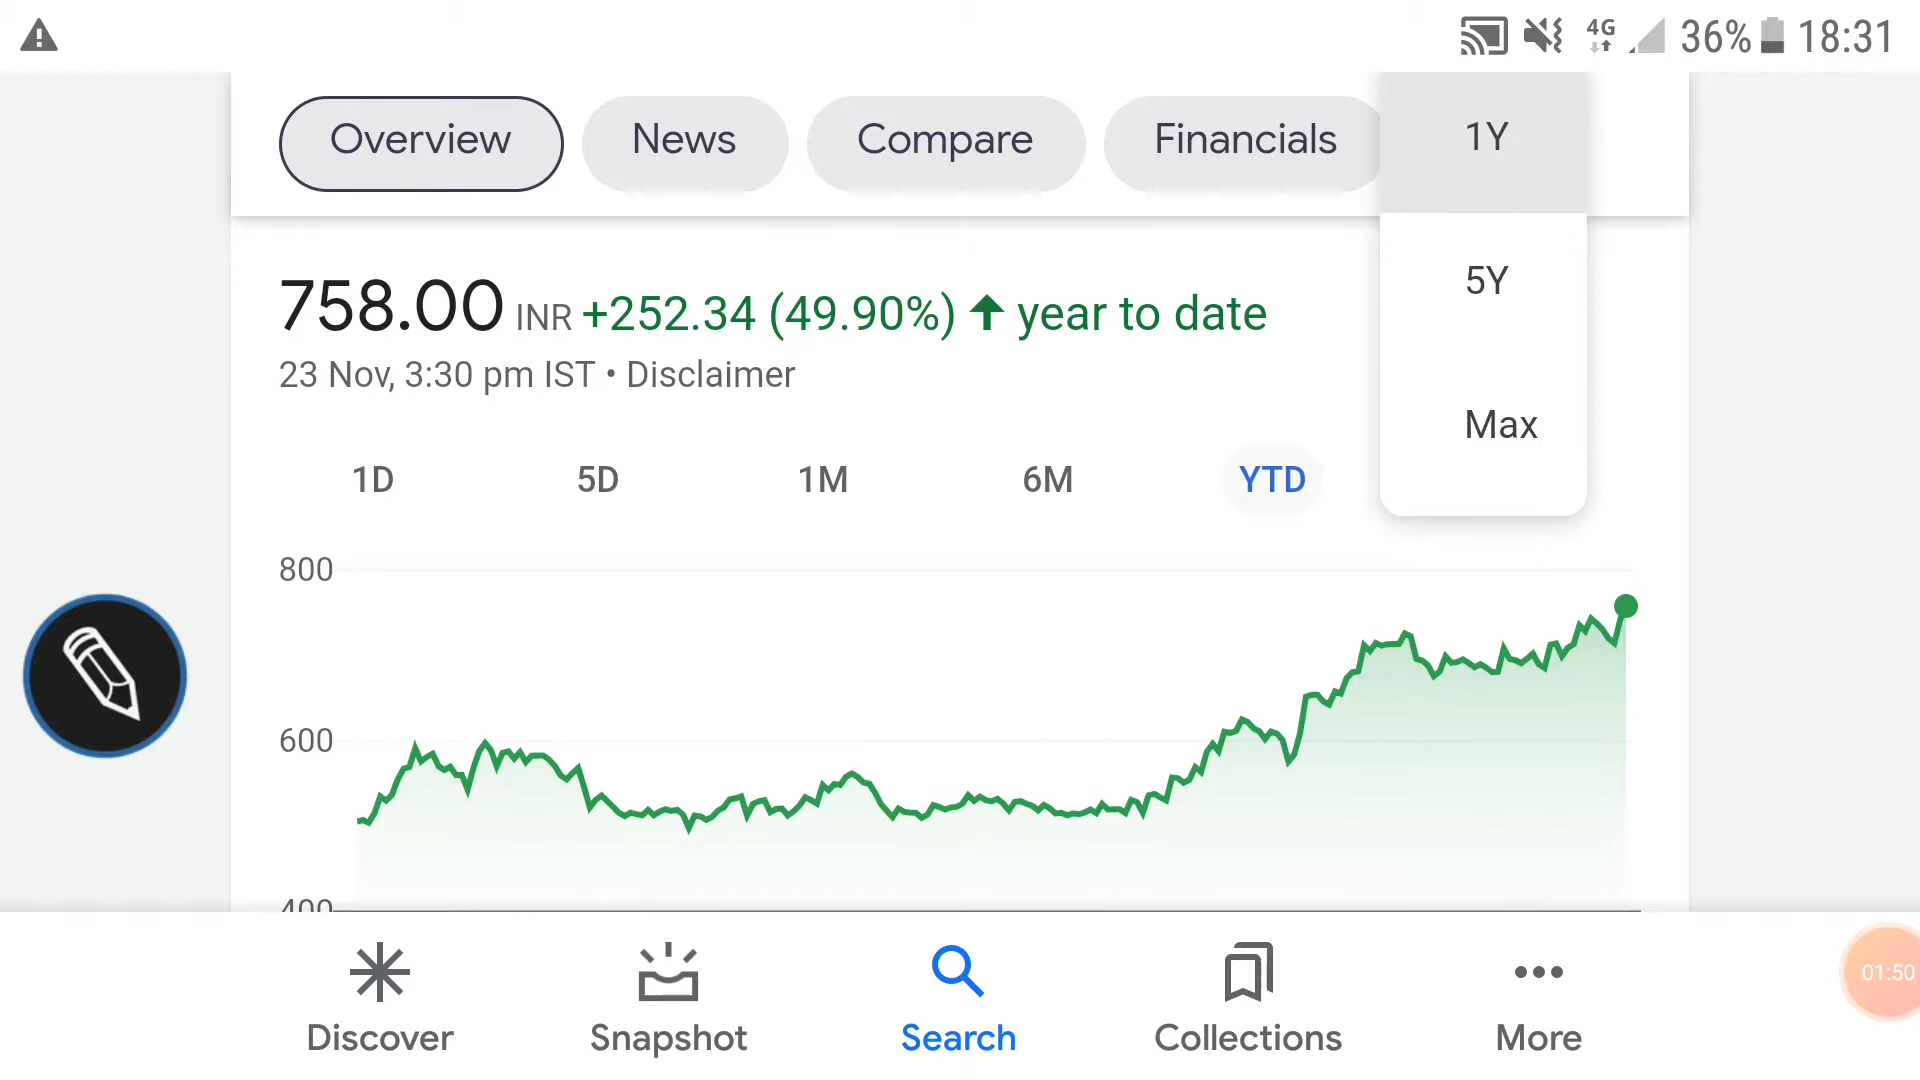 4G 36% 18:31
Overview News Compare Financials 1Y
5Y
758.00 INR +252.34 (49.90%) year to date
23 Nov, 3:30 pm IST • Disclaimer
Max
1D 5D 1M 6M YTD
800
600
400
01:50
Discover Snapshot Search Collections More